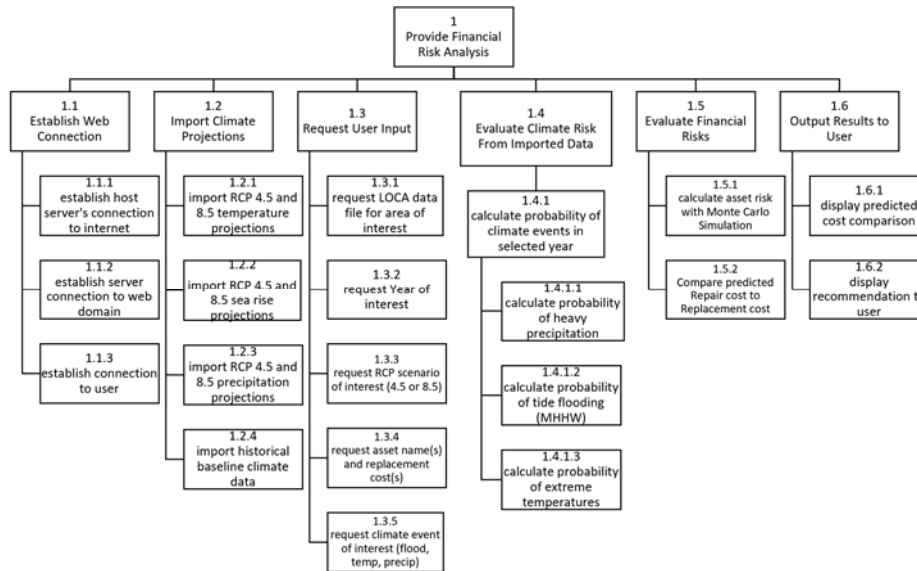 1
Provide Financial
Risk Analysis
1.1
Establish Web
Connection
1.2
Import Climate
Projections
1.3
Request User Input
1.4
Evaluate Climate Risk
From Imported Data
1.5
Evaluate Financial
Risks
1.6
Output Results to
User
1.1.1
establish host
server's connection
to internet
1.1.2
establish server
connection to web
domain
1.1.3
establish connection
to user
1.2.1
import RCP 4.5 and
8.5 temperature
projections
1.2.2
import RCP 4.5 and
8.5 sea rise
projections
1.2.3
import RCP 4.5 and
8.5 precipitation
projections
1.2.4
import historical
baseline climate
data
1.3.1
request LOCA data
file for area of
interest
1.3.2
request Year of
interest
1.3.3
request RCP scenario
of interest (4.5 or 8.5)
1.3.4
request asset name(s)
and replacement
cost(s)
1.3.5
request climate event
of interest (flood,
temp, precip)
1.4.1
calculate probability of
climate events in
selected year
1.4.1.1
calculate probability
of heavy
precipitation
1.4.1.2
calculate probability
of tide flooding
(MHHW)
1.4.1.3
calculate probability
of extreme
temperatures
1.5.1
calculate asset risk
with Monte Carlo
Simulation
1.5.2
Compare predicted
Repair cost to
Replacement cost
1.6.1
display predicted
cost comparison
1.6.2
display
recommendation t
user